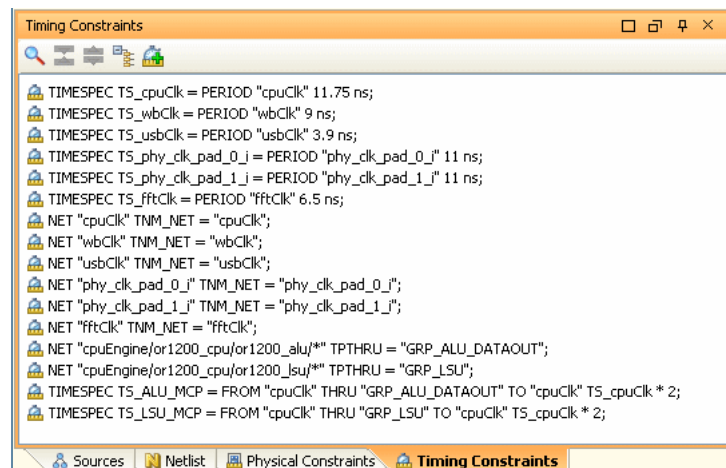 Timing Constraints
TIMESPEC TS_cpuClk = PERIOD "cpuClk" 11.75 ns;
TIMESPEC TS_wbClk = PERIOD "wbClk" 9 ns;
TIMESPEC TS_usbClk = PERIOD "usbClk" 3.9 ns;
TIMESPEC TS_phy_clk_pad_0_i = PERIOD "phy_clk_pad_0_i" 11 ns;
TIMESPEC TS_phy_clk_pad_1_i = PERIOD "phy_clk_pad_1_i" 11 ns;
TIMESPEC TS_fftClk = PERIOD "fftClk" 6.5 ns;
NET "cpuClk" TNM_NET = "cpuClk";
NET "wbClk" TNM_NET = "wbClk";
NET "usbClk" TNM_NET = "usbClk";
NET "phy_clk_pad_0_i" TNM_NET = "phy_clk_pad_0_i";
NET "phy_clk_pad_1_i" TNM_NET = "phy_clk_pad_1_i";
NET "fftClk" TNM_NET = "fftClk";
NET "cpuEngine/or1200_cpu/or1200_alu/*" TPTHRU = "GRP_ALU_DATAOUT";
NET "cpuEngine/or1200_cpu/or1200_lsu/*" TPTHRU = "GRP_LSU";
TIMESPEC TS_ALU_MCP = FROM "cpuClk" THRU "GRP_ALU_DATAOUT" TO "cpuClk" TS_cpuClk * 2;
TIMESPEC TS_LSU_MCP = FROM "cpuClk" THRU "GRP_LSU" TO "cpuClk" TS_cpuClk * 2;
Sources Netlist Physical Constraints Timing Constraints